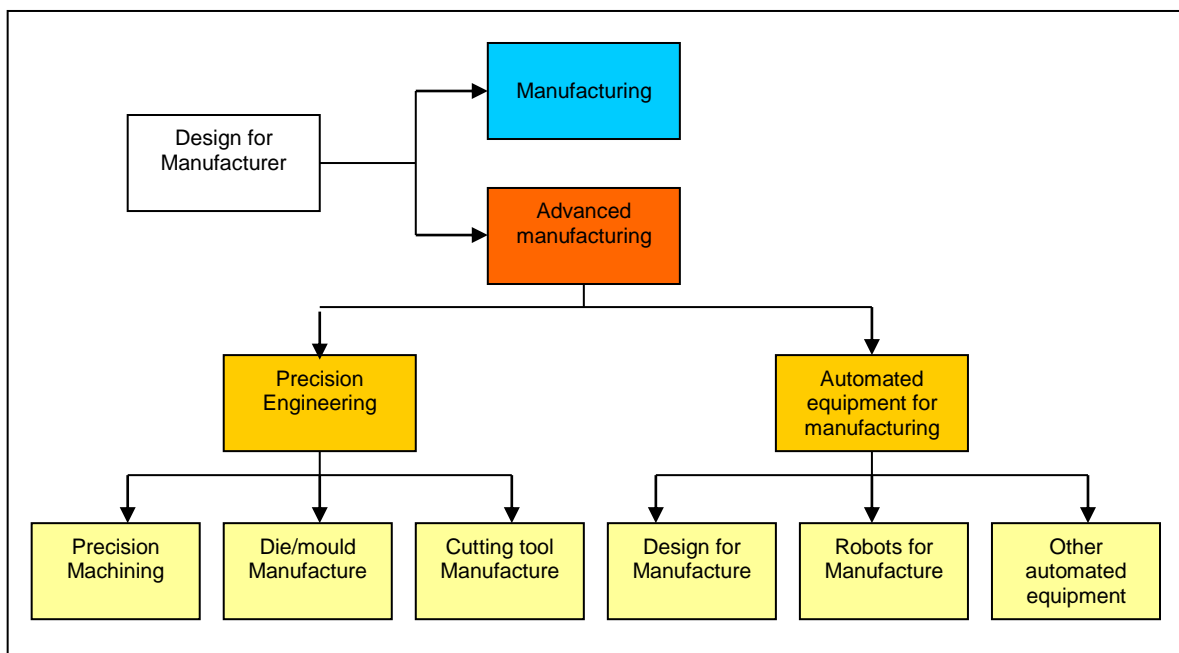 Manufacturing
Design for
Manufacturer
Advanced
manufacturing
Precision
Engineering
Automated
equipment for
manufacturing
Precision
Machining
Die/mould
Manufacture
Cutting tool
Manufacture
Design for
Manufacture
Robots for
Manufacture
Other
automated
equipment